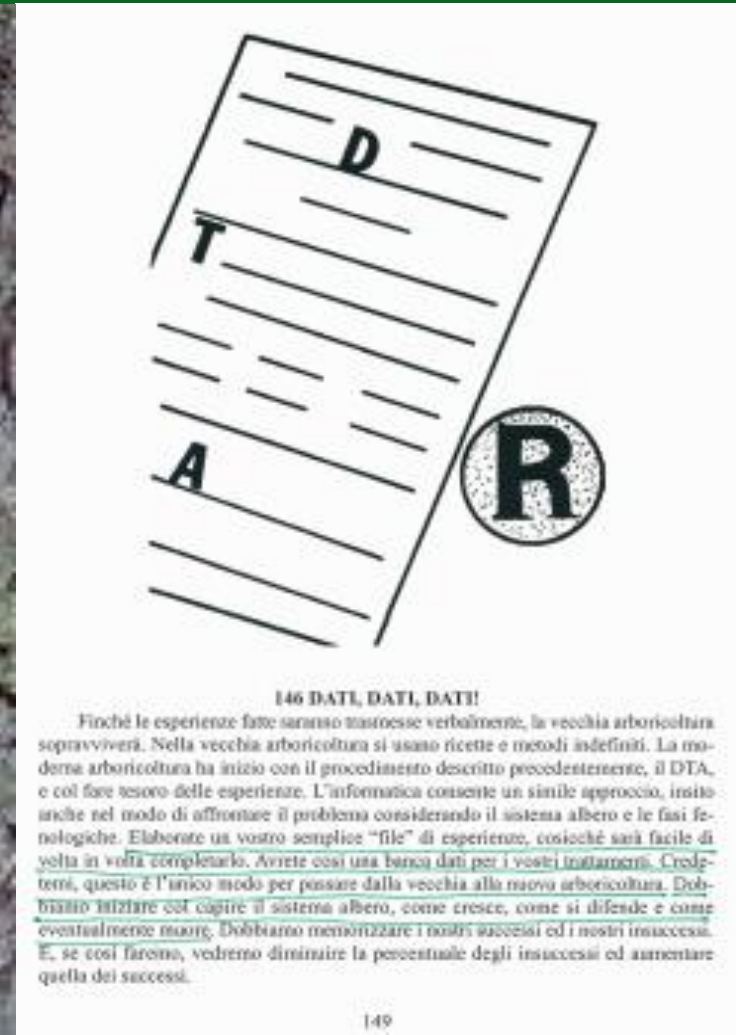 D
T
A
R
146 DATI, DATI, DATI!
Finché le esperienze fatte saranno trasmesse verbalmente, la vecchia arboricoltura
sopravviverà. Nella vecchia arboricoltura si usano ricette e metodi indefiniti. La mo-
derna arboricoltura ha inizio con il procedimento descritto precedentemente, il DTA,
e col fare tesoro delle esperienze. L'informatica consente un simile approccio, insito
anche nel modo di affrontare il problema considerando il sistema albero e le fasi fe-
nologiche. Elaborate un vostro semplice “file” di esperienze, cosicché sarà facile di
volta in volta completarlo. Avrete così una banca dati per i vostri trattamenti. Crede-
temi, questo è l'unico modo per passare dalla vecchia alla nuova arboricoltura. Dob-
biamo iniziare col capire il sistema albero, come cresce, come si difende e come
eventualmente muore. Dobbiamo memorizzare i nostri successi ed i nostri insuccessi.
E, se così faremo, vedremo diminuire la percentuale degli insuccessi ed aumentare
quella dei successi.
149